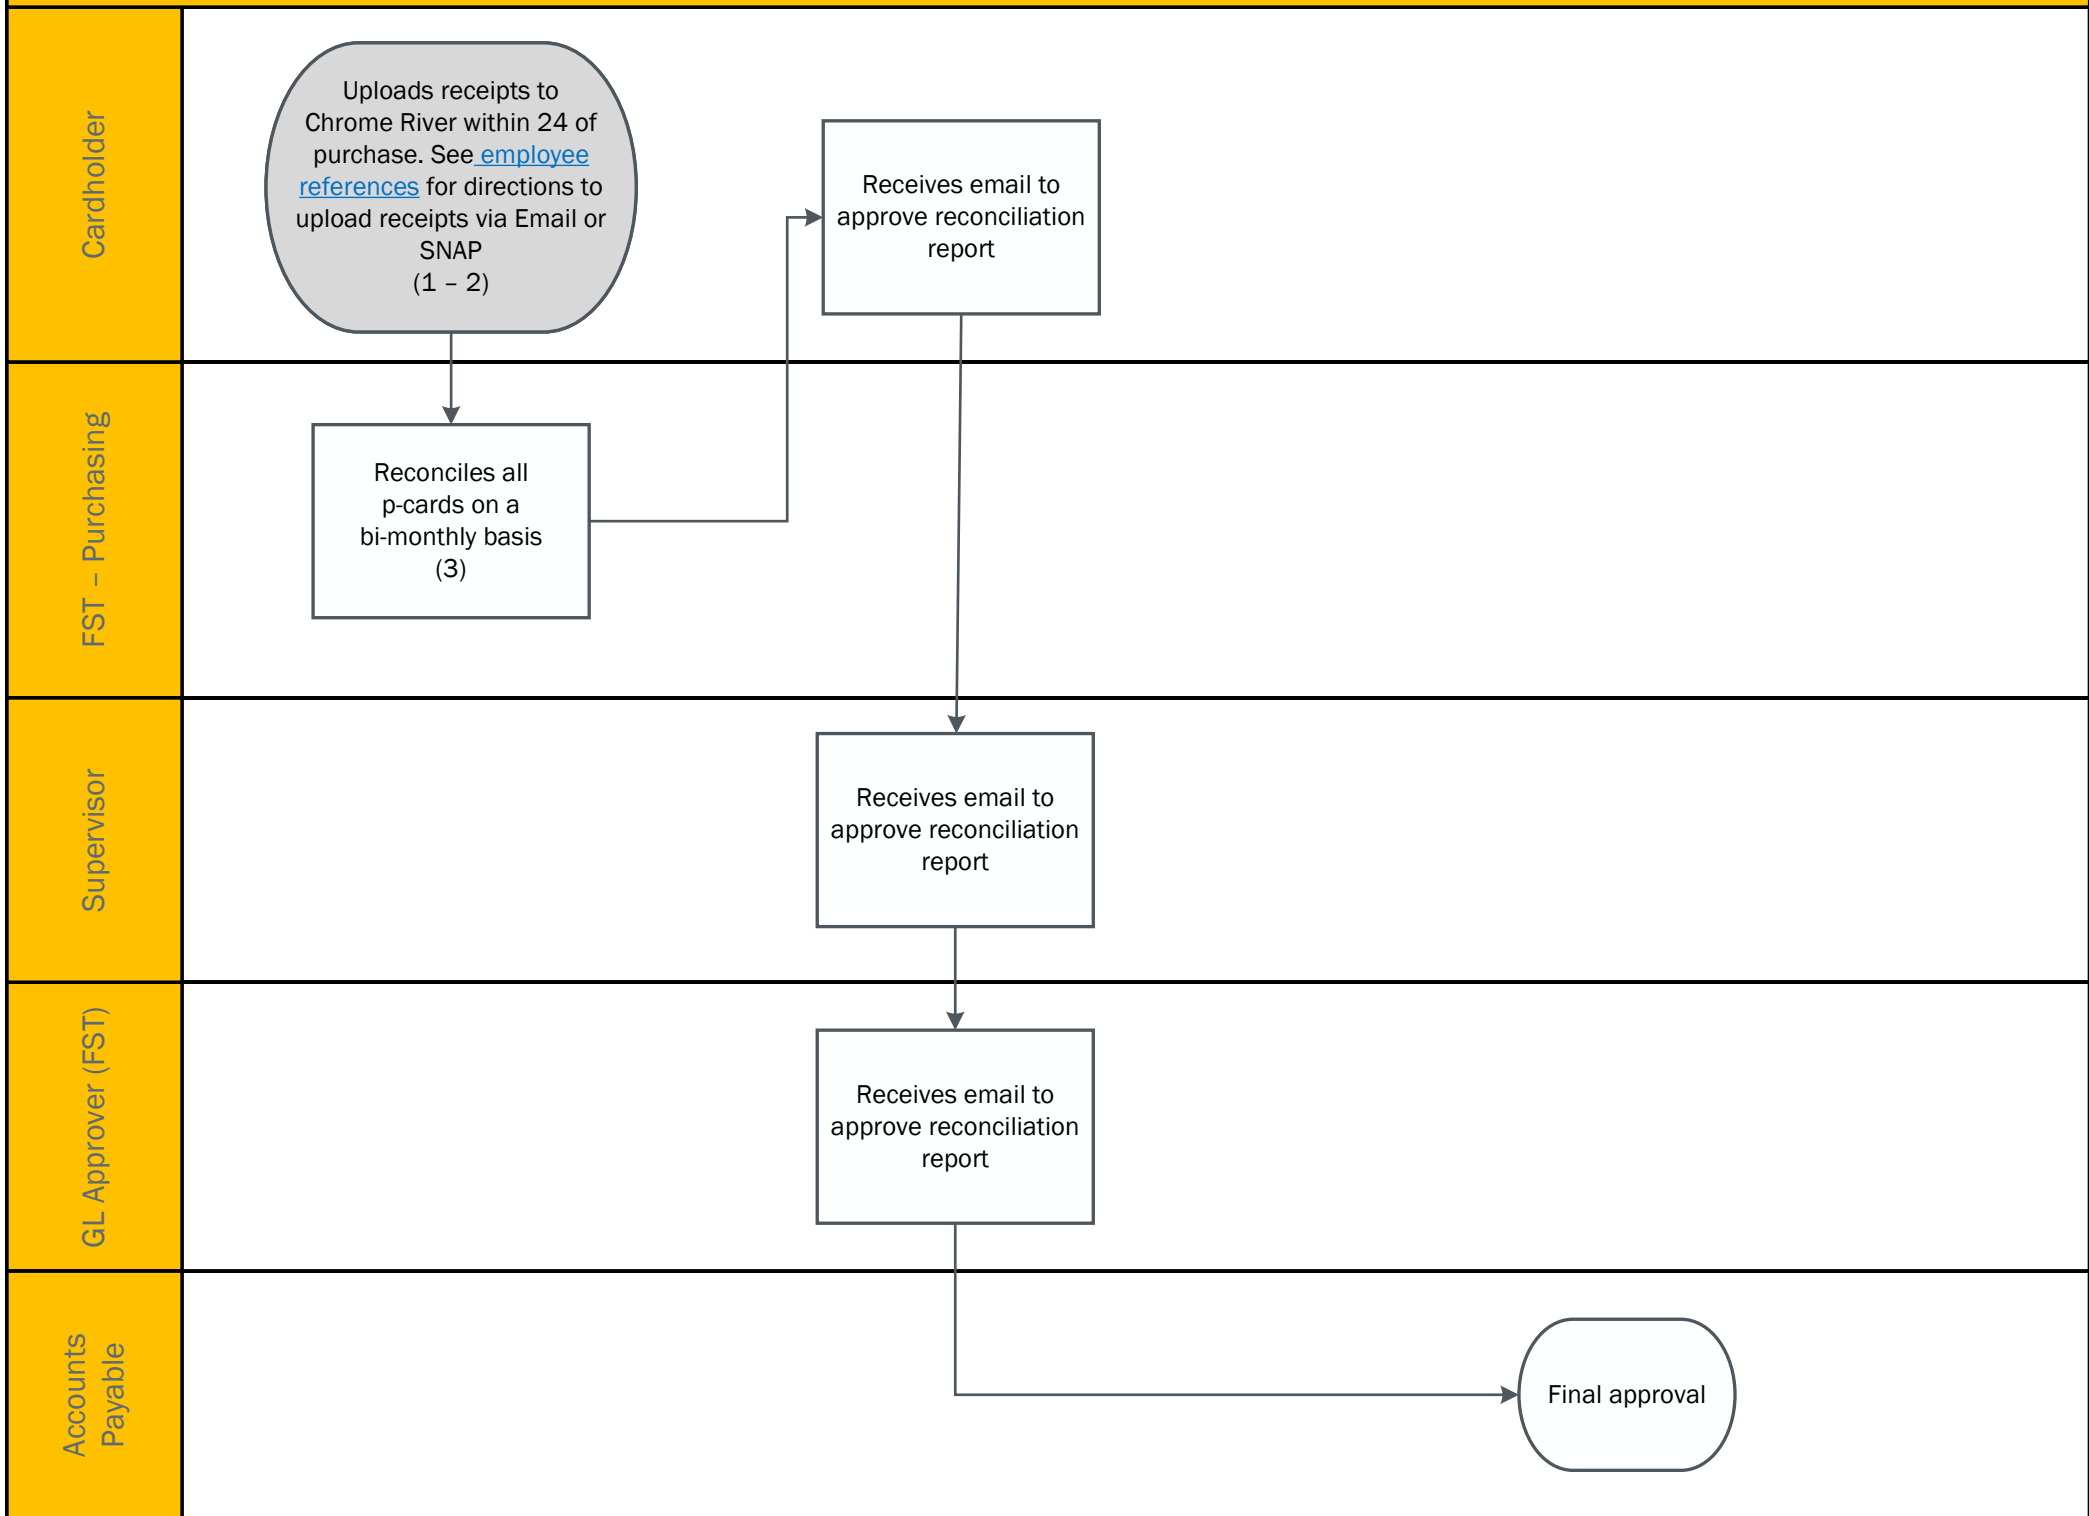 Cardholder
Uploads receipts to
Chrome River within 24 of
purchase. See employee
references for directions to
upload receipts via Email or
SNAP
(1 – 2)
Receives email to
approve reconciliation
report
FST – Purchasing
Reconciles all
p-cards on a
bi-monthly basis
(3)
Supervisor
Receives email to
approve reconciliation
report
GL Approver (FST)
Receives email to
approve reconciliation
report
Accounts
Payable
Final approval